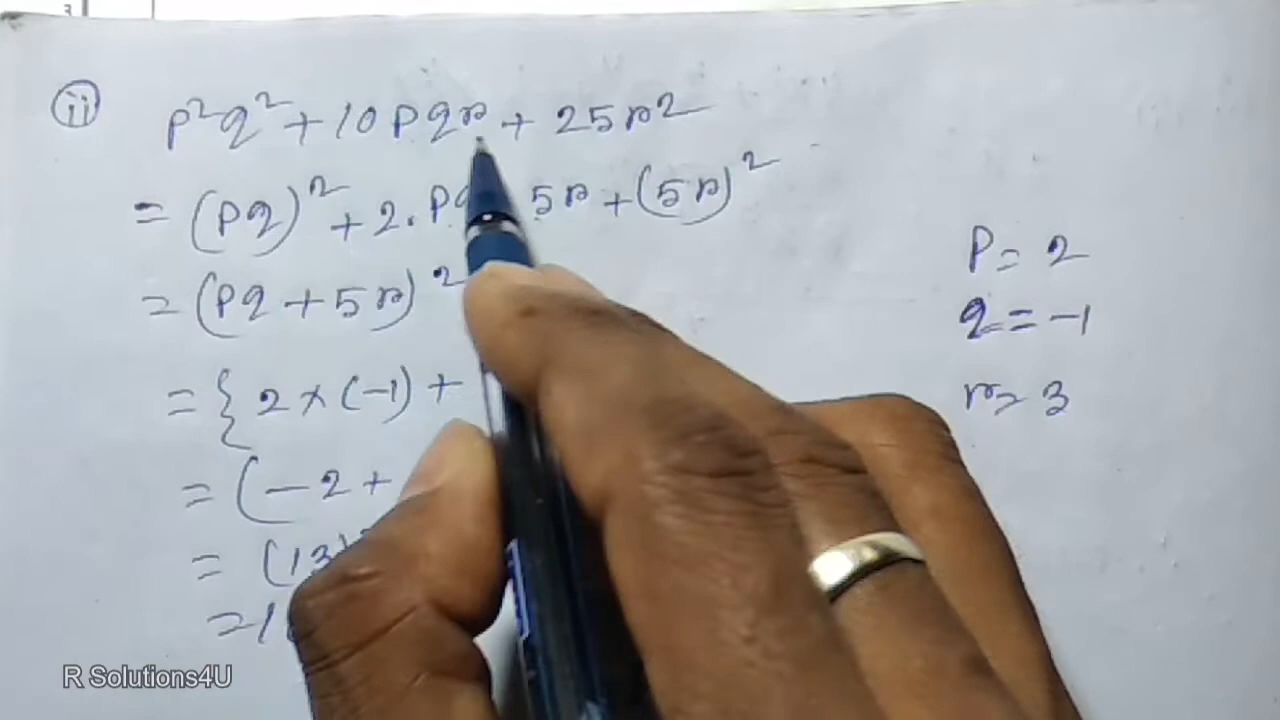 ii) p²q² + 10pqr + 25r²
= (pq)² + 2. p 5r + (5r)²
= (pq + 5r)²
= { 2 × (-1) +
= (-2 +
= (13)
= 1
p = 2
q = -1
r = 3
R Solutions4U